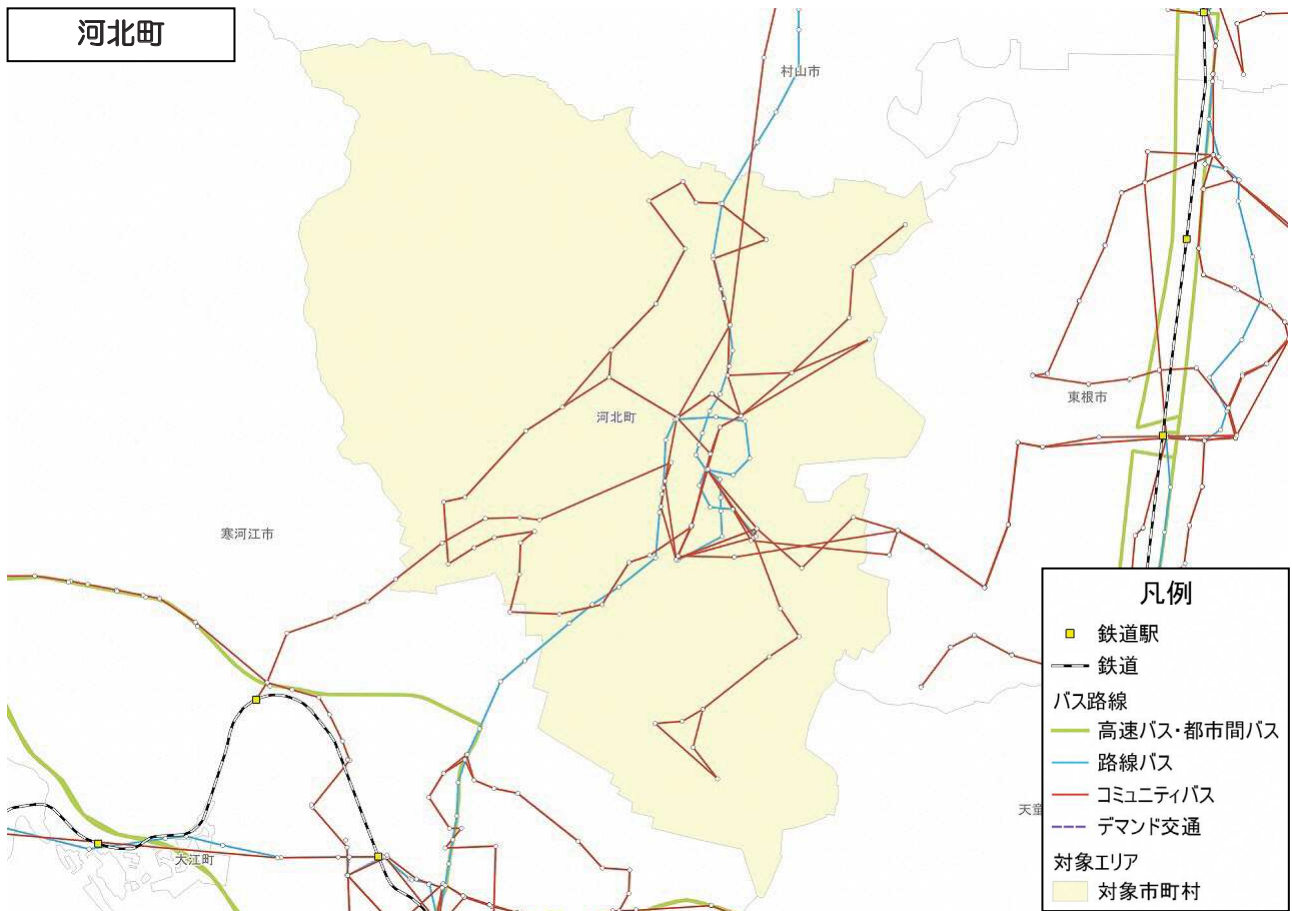 河北町
村山市
東根市
河北町
寒河江市
天童
大江町
凡例
鉄道駅
鉄道
バス路線
高速バス・都市間バス
路線バス
コミュニティバス
デマンド交通
対象エリア
対象市町村